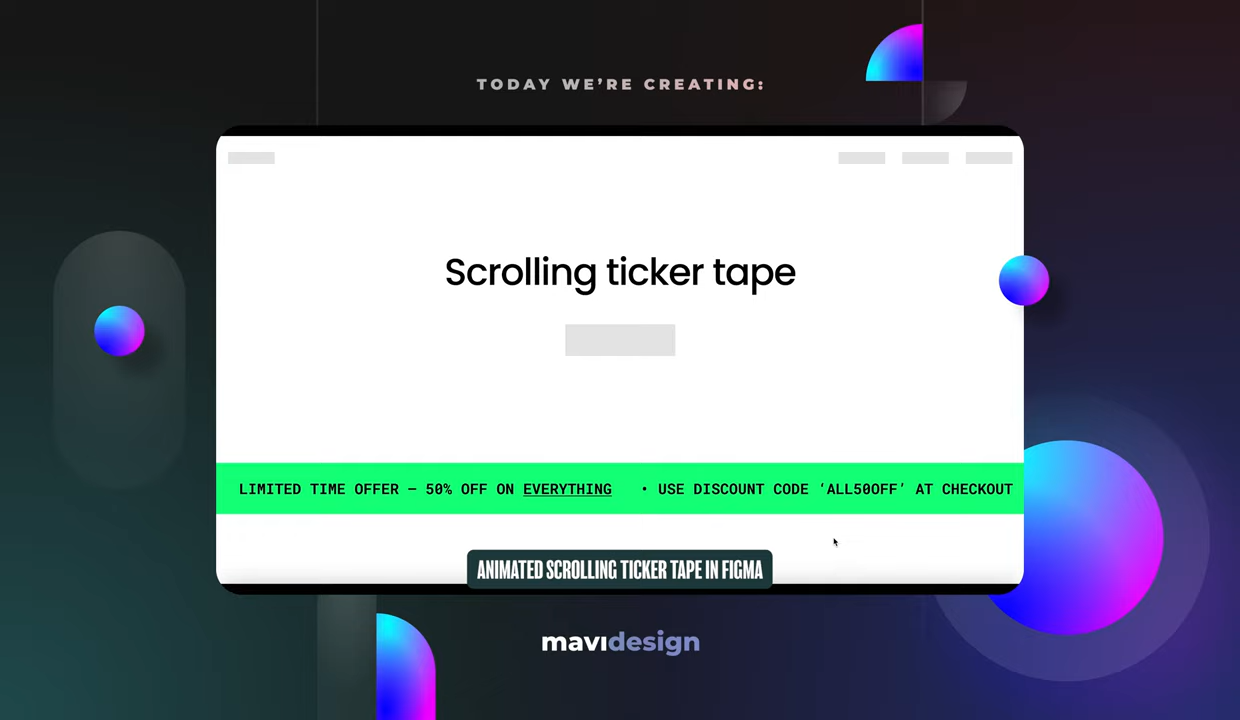 TODAY WE’RE CREATING:
Scrolling ticker tape
LIMITED TIME OFFER – 50% OFF ON EVERYTHING • USE DISCOUNT CODE ‘ALL50OFF’ AT CHECKOUT
ANIMATED SCROLLING TICKER TAPE IN FIGMA
mavidesign